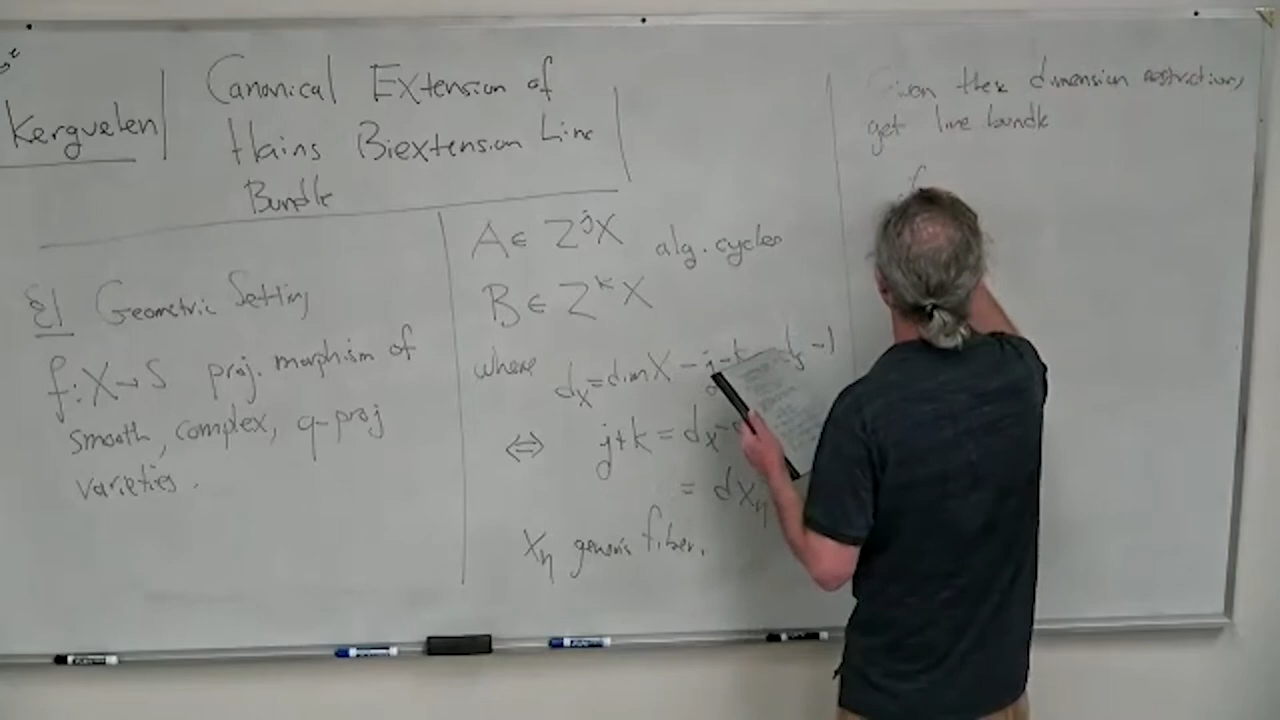 Kerguelen
Canonical Extension of
Hains Biextension Line
Bundle
§1 Geometric Setting
f: X → S proj. morphism of
smooth, complex, q-proj
varieties.
A ∈ Z^j X alg. cycles
B ∈ Z^k X
where
d_X = dim X
⇔ j+k = d_X -
= d_{X_η}
X_η generic fiber.
these dimension restrictions,
get line bundle